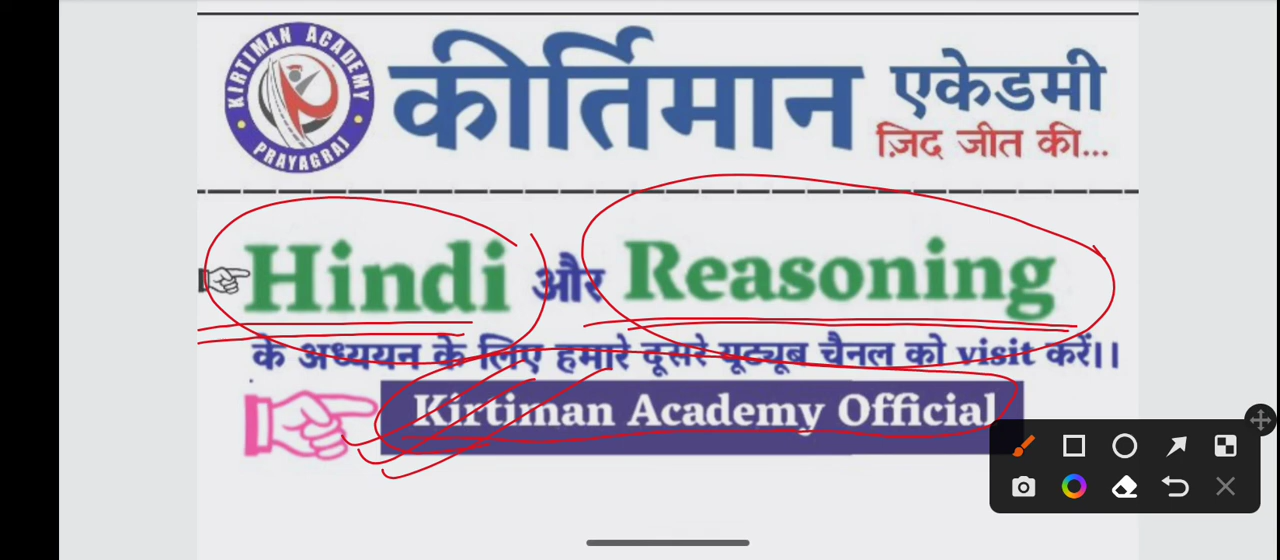 KIRTIMAN ACADEMY
PRAYAGRAJ
कीर्तिमान एकेडमी
ज़िद जीत की...
Hindi और Reasoning
के अध्ययन के लिए हमारे दूसरे यूट्यूब चैनल को visit करें।।
Kirtiman Academy Official